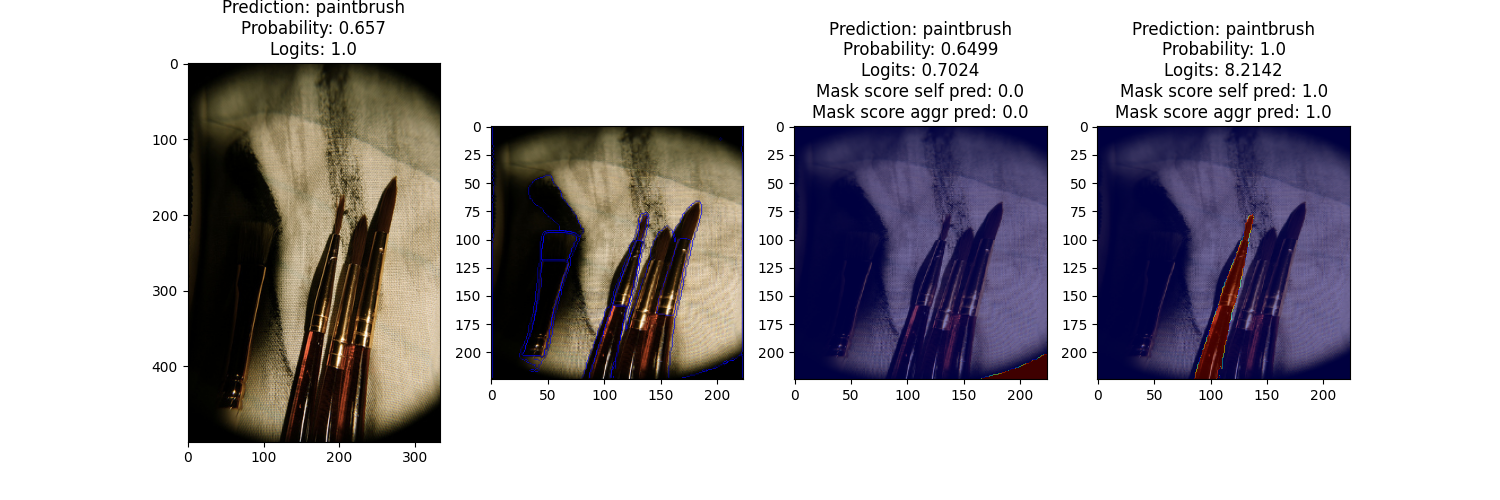 Prediction: paintbrush
Probability: 0.657
Logits: 1.0
0
100
200
300
400
0 100 200 300
0
25
50
75
100
125
150
175
200
0 50 100 150 200
Prediction: paintbrush
Probability: 0.6499
Logits: 0.7024
Mask score self pred: 0.0
Mask score aggr pred: 0.0
0
25
50
75
100
125
150
175
200
0 50 100 150 200
Prediction: paintbrush
Probability: 1.0
Logits: 8.2142
Mask score self pred: 1.0
Mask score aggr pred: 1.0
0
25
50
75
100
125
150
175
200
0 50 100 150 200